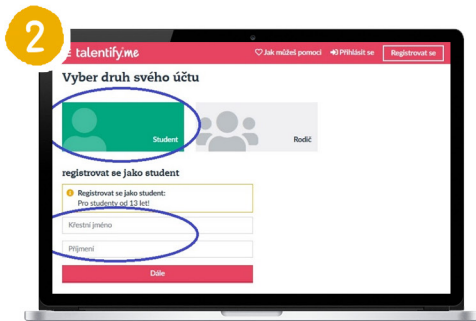 2
talentify.me
Jak můžeš pomoci
Přihlásit se
Registrovat se
Vyber druh svého účtu
Student
Rodič
registrovat se jako student
Registrovat se jako student:
Pro studenty od 13 let!
Křestní jméno
Příjmení
Dále